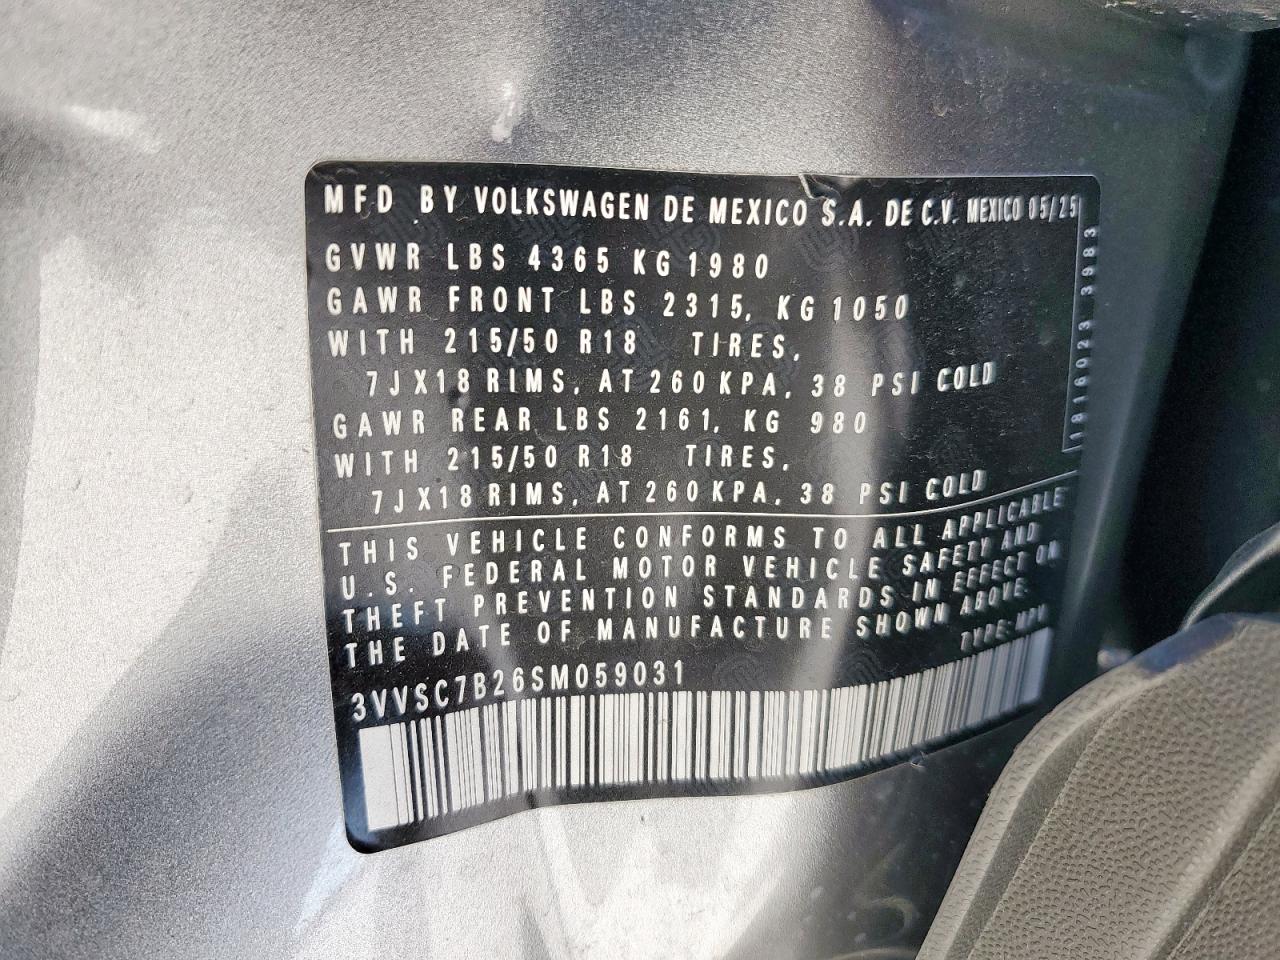 MFD BY VOLKSWAGEN DE MEXICO S.A. DE C.V. MEXICO 05/25
GVWR LBS 4365 KG 1980
GAWR FRONT LBS 2315, KG 1050
WITH 215/50 R18 TIRES,
7JX18 RIMS, AT 260 KPA, 38 PSI COLD
GAWR REAR LBS 2161, KG 980
WITH 215/50 R18 TIRES,
7JX18 RIMS, AT 260 KPA, 38 PSI COLD
1816023 3983
THIS VEHICLE CONFORMS TO ALL APPLICABLE
U.S. FEDERAL MOTOR VEHICLE SAFETY AND
THEFT PREVENTION STANDARDS IN EFFECT ON
THE DATE OF MANUFACTURE SHOWN ABOVE.
TYPE: MPV
3VVSC7B26SM059031